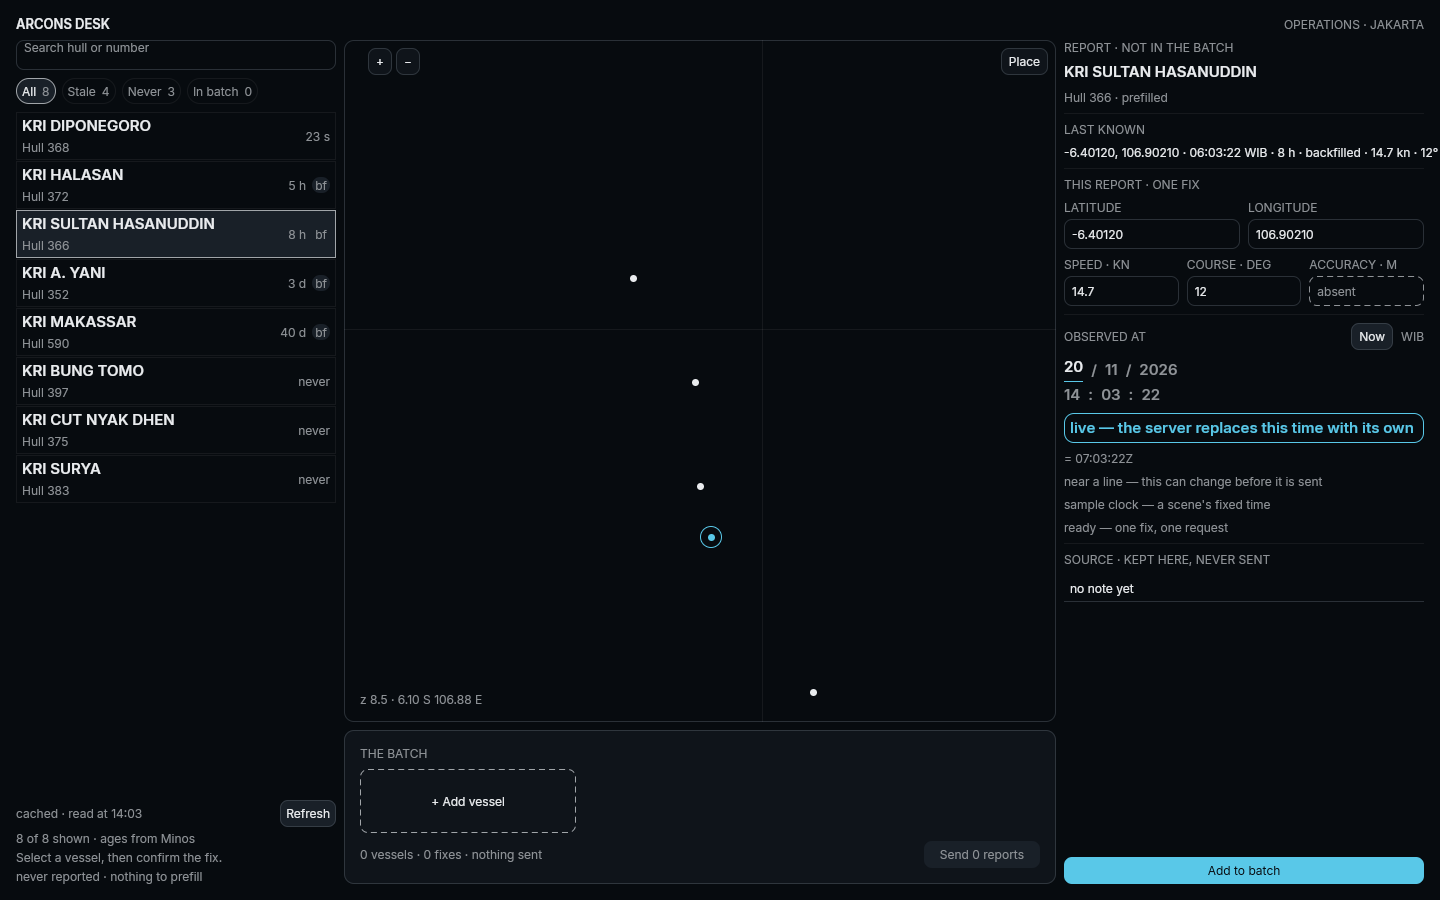 ARCONS DESK
OPERATIONS · JAKARTA
Search hull or number
All 8
Stale 4
Never 3
In batch 0
KRI DIPONEGORO
Hull 368
23 s
KRI HALASAN
Hull 372
5 h bf
KRI SULTAN HASANUDDIN
Hull 366
8 h bf
KRI A. YANI
Hull 352
3 d bf
KRI MAKASSAR
Hull 590
40 d bf
KRI BUNG TOMO
Hull 397
never
KRI CUT NYAK DHEN
Hull 375
never
KRI SURYA
Hull 383
never
cached · read at 14:03
Refresh
8 of 8 shown · ages from Minos
Select a vessel, then confirm the fix.
never reported · nothing to prefill
+
−
Place
z 8.5 · 6.10 S 106.88 E
THE BATCH
+ Add vessel
0 vessels · 0 fixes · nothing sent
Send 0 reports
REPORT · NOT IN THE BATCH
KRI SULTAN HASANUDDIN
Hull 366 · prefilled
LAST KNOWN
-6.40120, 106.90210 · 06:03:22 WIB · 8 h · backfilled · 14.7 kn · 12°
THIS REPORT · ONE FIX
LATITUDE
LONGITUDE
-6.40120
106.90210
SPEED · KN
COURSE · DEG
ACCURACY · M
14.7
12
absent
OBSERVED AT
Now
WIB
20 / 11 / 2026
14 : 03 : 22
live — the server replaces this time with its own
= 07:03:22Z
near a line — this can change before it is sent
sample clock — a scene's fixed time
ready — one fix, one request
SOURCE · KEPT HERE, NEVER SENT
no note yet
Add to batch